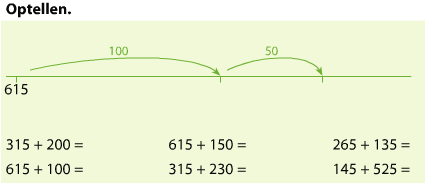 Optellen.
100 50
615
315 + 200 = 615 + 150 = 265 + 135 =
615 + 100 = 315 + 230 = 145 + 525 =